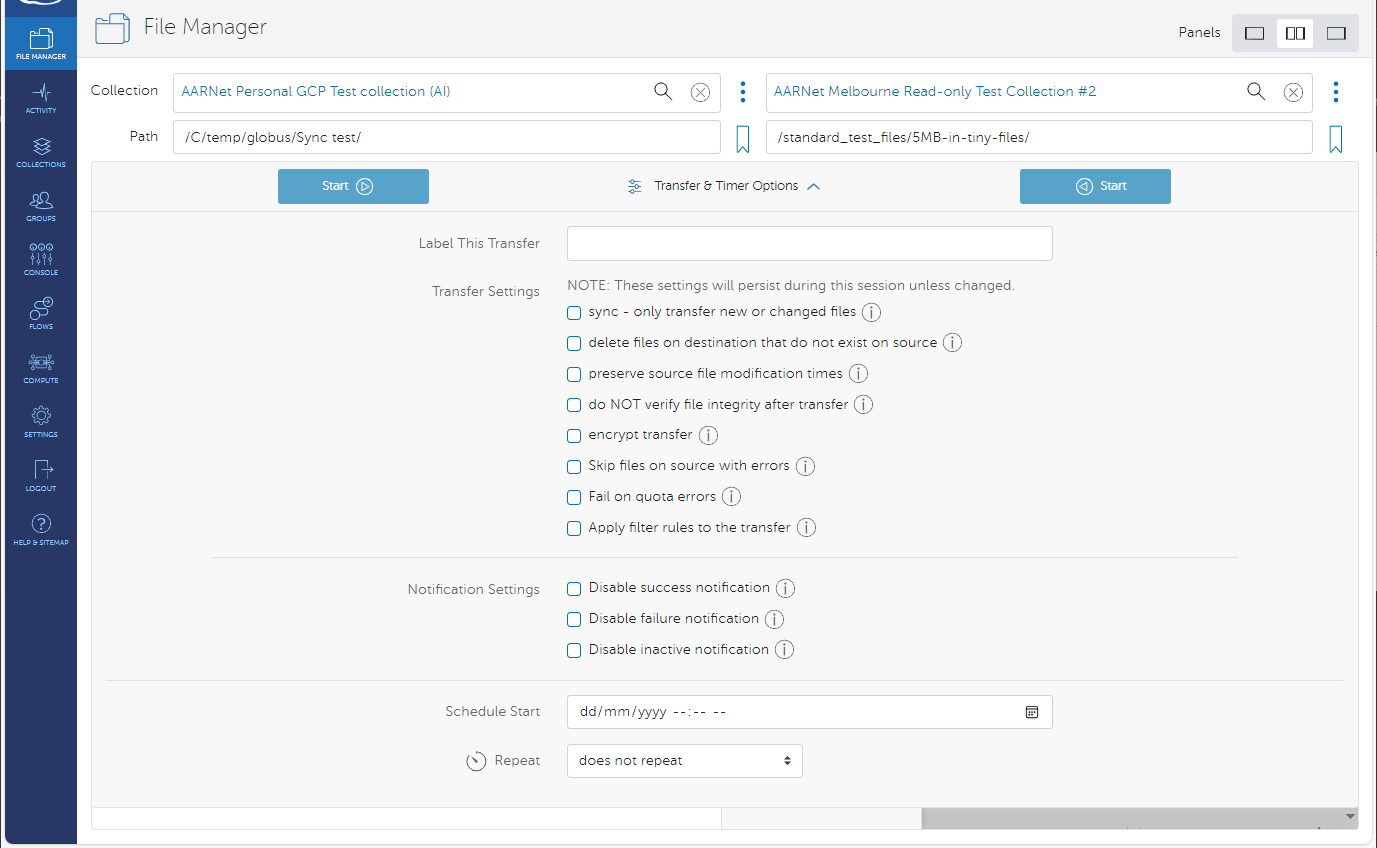 File Manager
Panels
FILE MANAGER
ACTIVITY
COLLECTIONS
GROUPS
CONSOLE
FLOWS
COMPUTE
SETTINGS
LOGOUT
HELP & SITEMAP
Collection
AARNet Personal GCP Test collection (AI)
AARNet Melbourne Read-only Test Collection #2
Path
/C/temp/globus/Sync test/
/standard_test_files/5MB-in-tiny-files/
Start
Transfer & Timer Options
Start
Label This Transfer
Transfer Settings
NOTE: These settings will persist during this session unless changed.
sync - only transfer new or changed files
delete files on destination that do not exist on source
preserve source file modification times
do NOT verify file integrity after transfer
encrypt transfer
Skip files on source with errors
Fail on quota errors
Apply filter rules to the transfer
Notification Settings
Disable success notification
Disable failure notification
Disable inactive notification
Schedule Start
dd/mm/yyyy --:-- --
Repeat
does not repeat